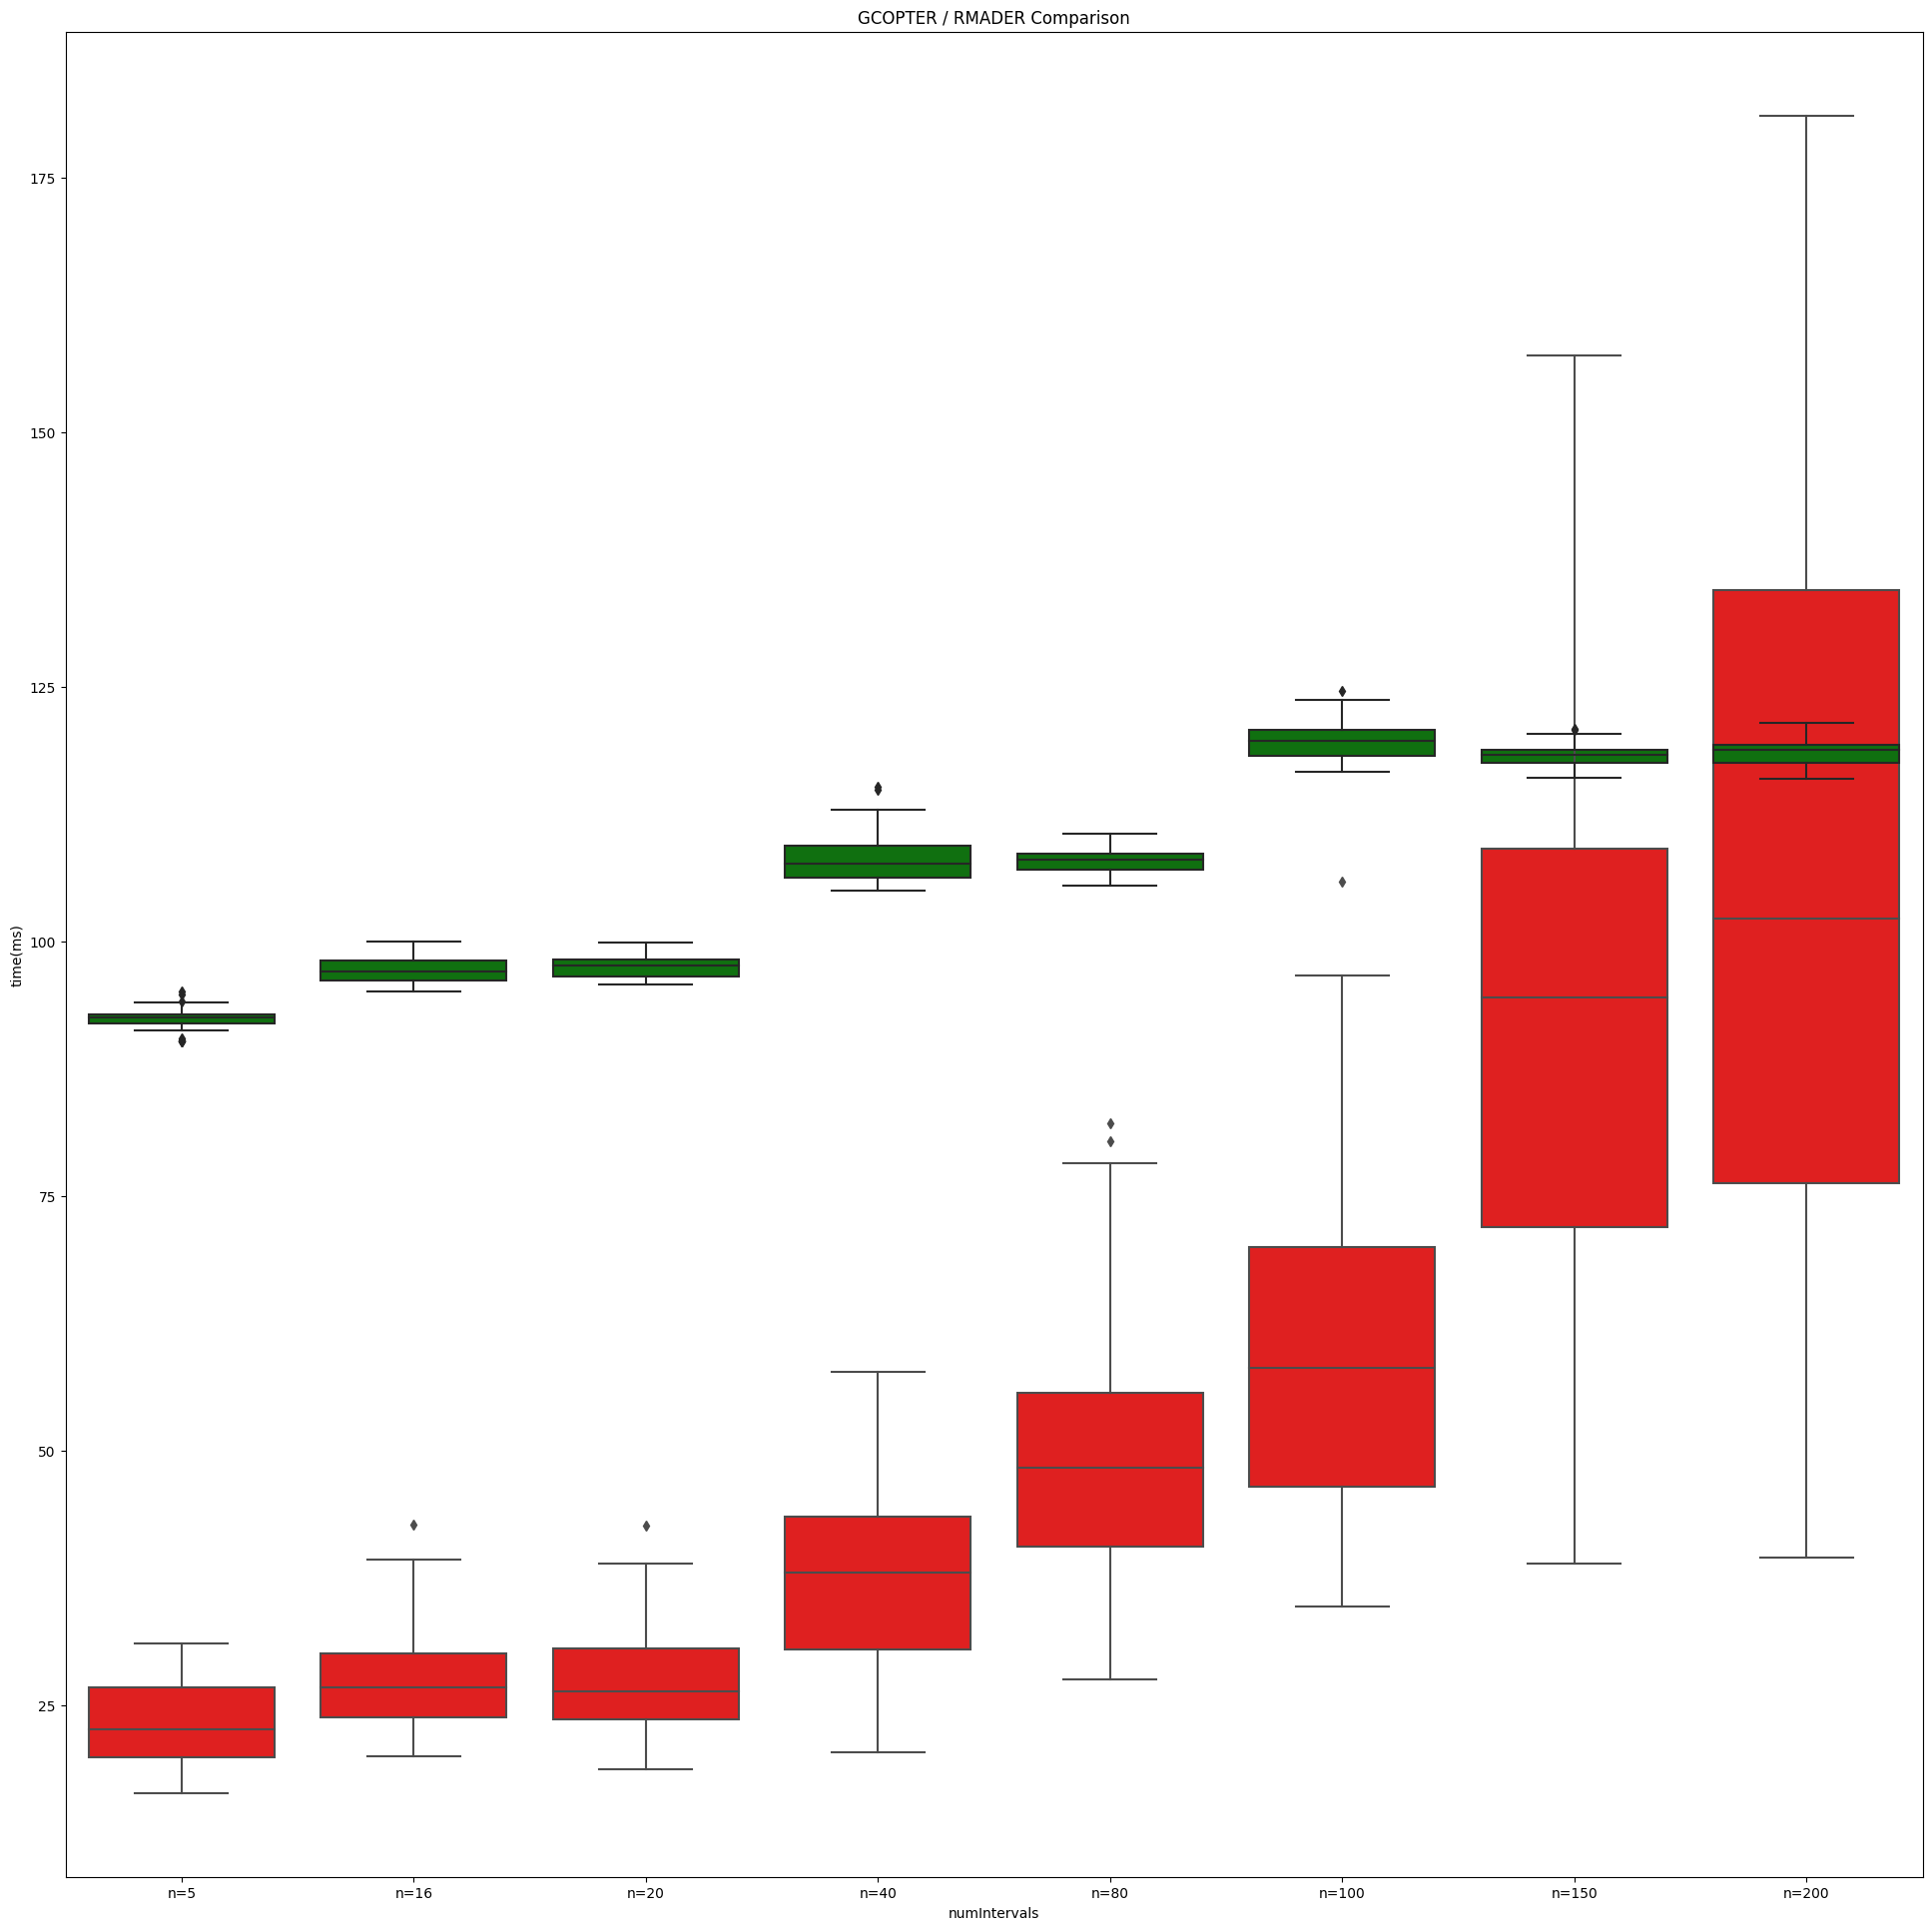 GCOPTER / RMADER Comparison
175
150
125
100
75
50
25
time(ms)
n=5
n=16
n=20
n=40
n=80
n=100
n=150
n=200
numIntervals